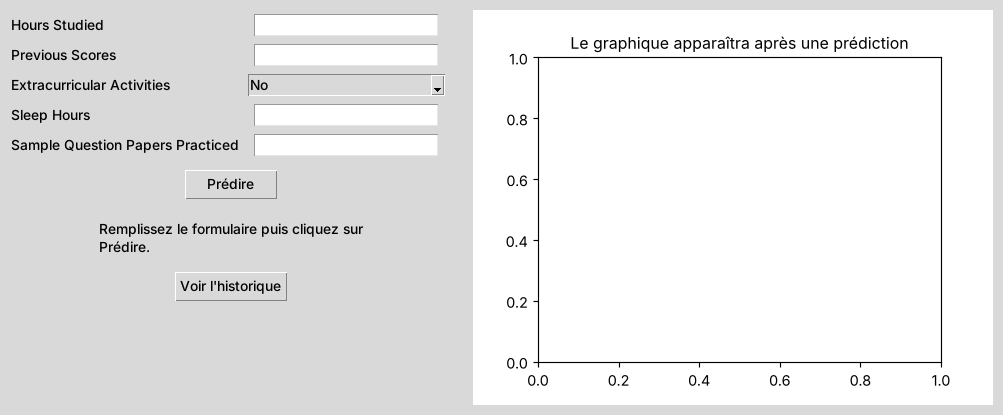 Hours Studied
Previous Scores
Extracurricular Activities No
Sleep Hours
Sample Question Papers Practiced
Prédire
Remplissez le formulaire puis cliquez sur
Prédire.
Voir l'historique
Le graphique apparaîtra après une prédiction
1.0
0.8
0.6
0.4
0.2
0.0
0.0 0.2 0.4 0.6 0.8 1.0